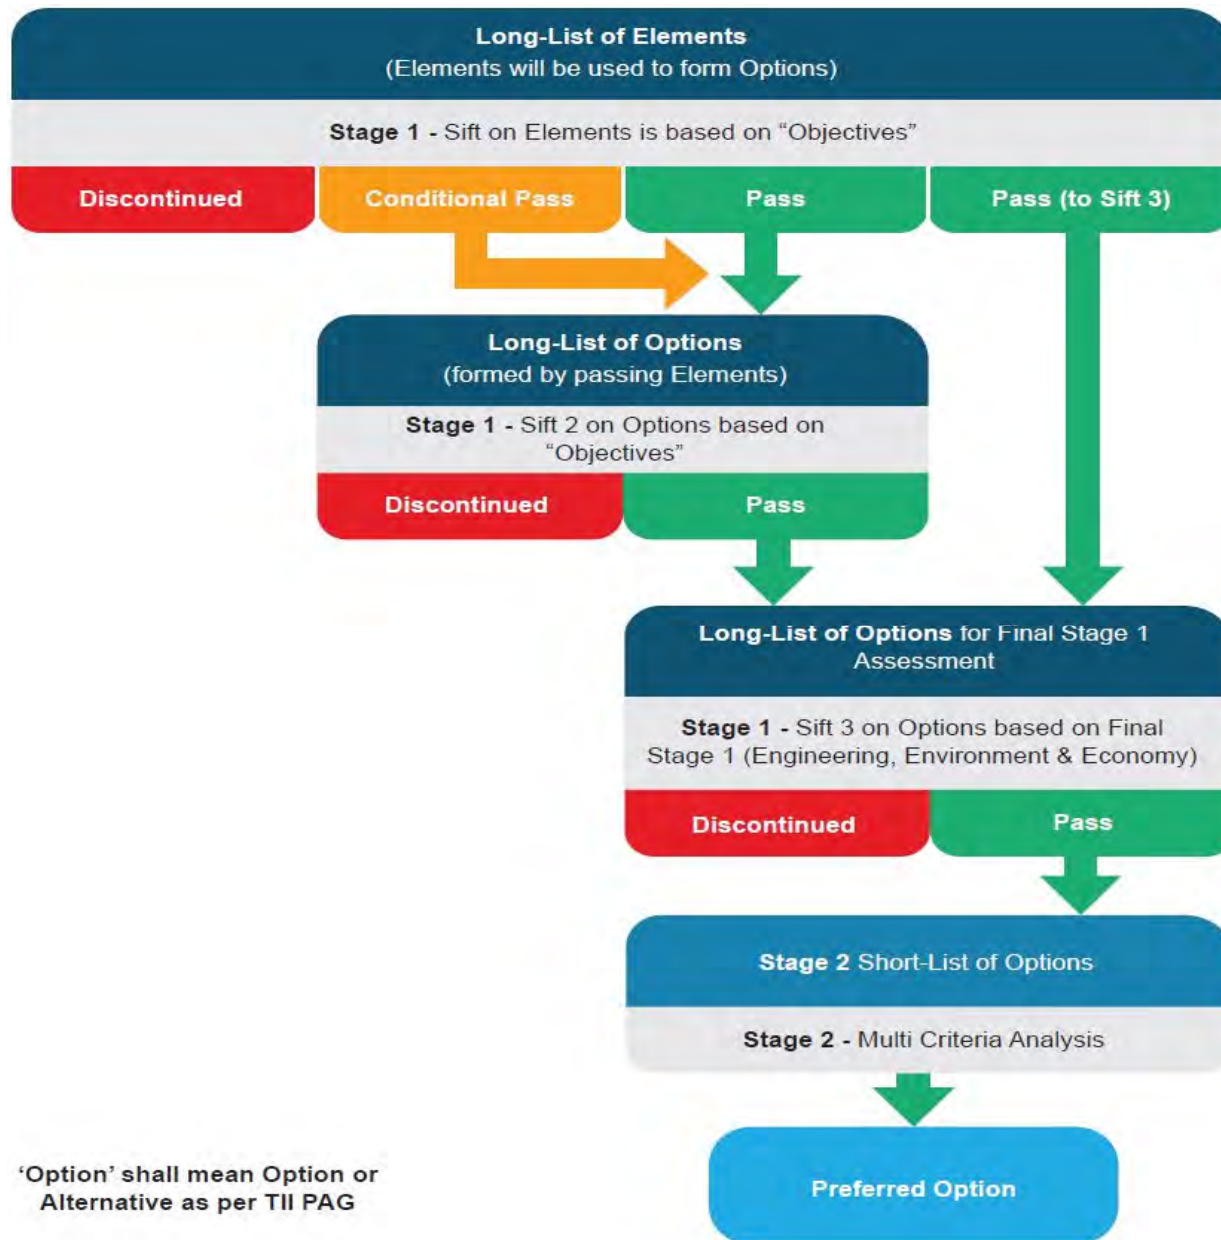 Long-List of Elements
(Elements will be used to form Options)
Stage 1 - Sift on Elements is based on “Objectives”
Discontinued
Conditional Pass
Pass
Pass (to Sift 3)
Long-List of Options
(formed by passing Elements)
Stage 1 - Sift 2 on Options based on
“Objectives”
Discontinued
Pass
Long-List of Options for Final Stage 1
Assessment
Stage 1 - Sift 3 on Options based on Final
Stage 1 (Engineering, Environment & Economy)
Discontinued
Pass
Stage 2 Short-List of Options
Stage 2 - Multi Criteria Analysis
Preferred Option
‘Option’ shall mean Option or
Alternative as per TII PAG